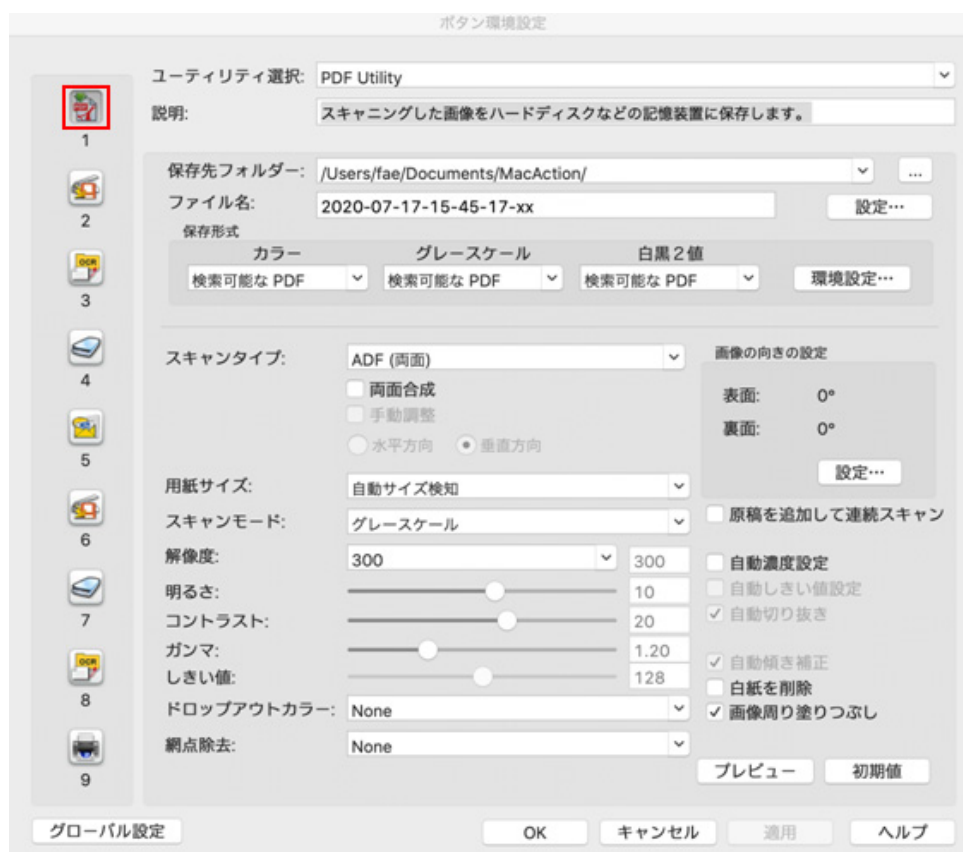 ボタン環境設定
ユーティリティ選択: PDF Utility
説明: スキャニングした画像をハードディスクなどの記憶装置に保存します。
1
2
3
4
5
6
7
8
9
保存先フォルダー: /Users/fae/Documents/MacAction/ ...
ファイル名: 2020-07-17-15-45-17-xx 設定…
保存形式
カラー グレースケール 白黒2値
検索可能な PDF 検索可能な PDF 検索可能な PDF 環境設定…
スキャンタイプ: ADF (両面)
両面合成
手動調整
水平方向 垂直方向
画像の向きの設定
表面: 0°
裏面: 0°
設定…
用紙サイズ: 自動サイズ検知
スキャンモード: グレースケール
解像度: 300 300
明るさ: 10
コントラスト: 20
ガンマ: 1.20
しきい値: 128
ドロップアウトカラー: None
網点除去: None
原稿を追加して連続スキャン
自動濃度設定
自動しきい値設定
自動切り抜き
自動傾き補正
白紙を削除
画像周り塗りつぶし
プレビュー 初期値
グローバル設定 OK キャンセル 適用 ヘルプ